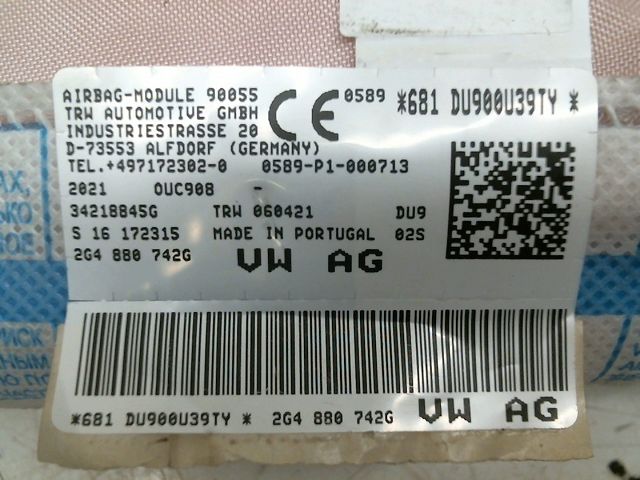 AIRBAG-MODULE 90055
TRW AUTOMOTIVE GMBH
INDUSTRIESTRASSE 20
D-73553 ALFDORF (GERMANY)
TEL.+497172302-0 0589-P1-000713
CE 0589 *681 DU900U39TY *
2021 OUC908 -
34218845G TRW 060421 DU9
S 16 172315 MADE IN PORTUGAL 02S
2G4 880 742G VW AG
*681 DU900U39TY * 2G4 880 742G VW AG